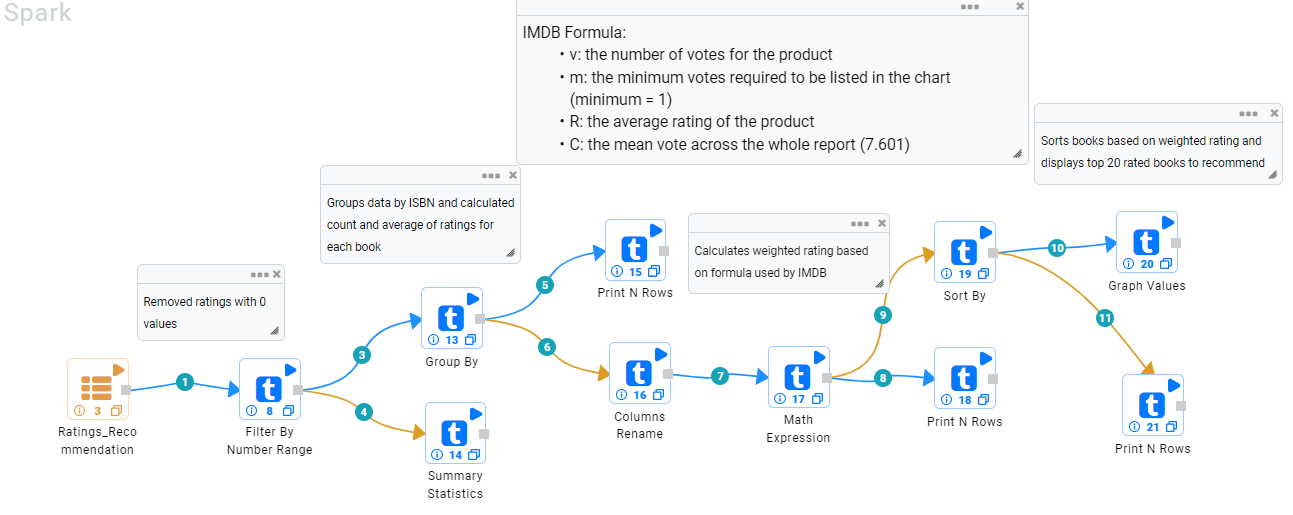 Spark
IMDB Formula:
• v: the number of votes for the product
• m: the minimum votes required to be listed in the chart
(minimum = 1)
• R: the average rating of the product
• C: the mean vote across the whole report (7.601)
Sorts books based on weighted rating and
displays top 20 rated books to recommend
Groups data by ISBN and calculated
count and average of ratings for
each book
Calculates weighted rating based
on formula used by IMDB
Removed ratings with 0
values
3
Ratings_Reco
mmendation
1
8
Filter By
Number Range
3
4
13
Group By
14
Summary
Statistics
5
6
15
Print N Rows
16
Columns
Rename
7
17
Math
Expression
8
9
19
Sort By
18
Print N Rows
10
11
20
Graph Values
21
Print N Rows